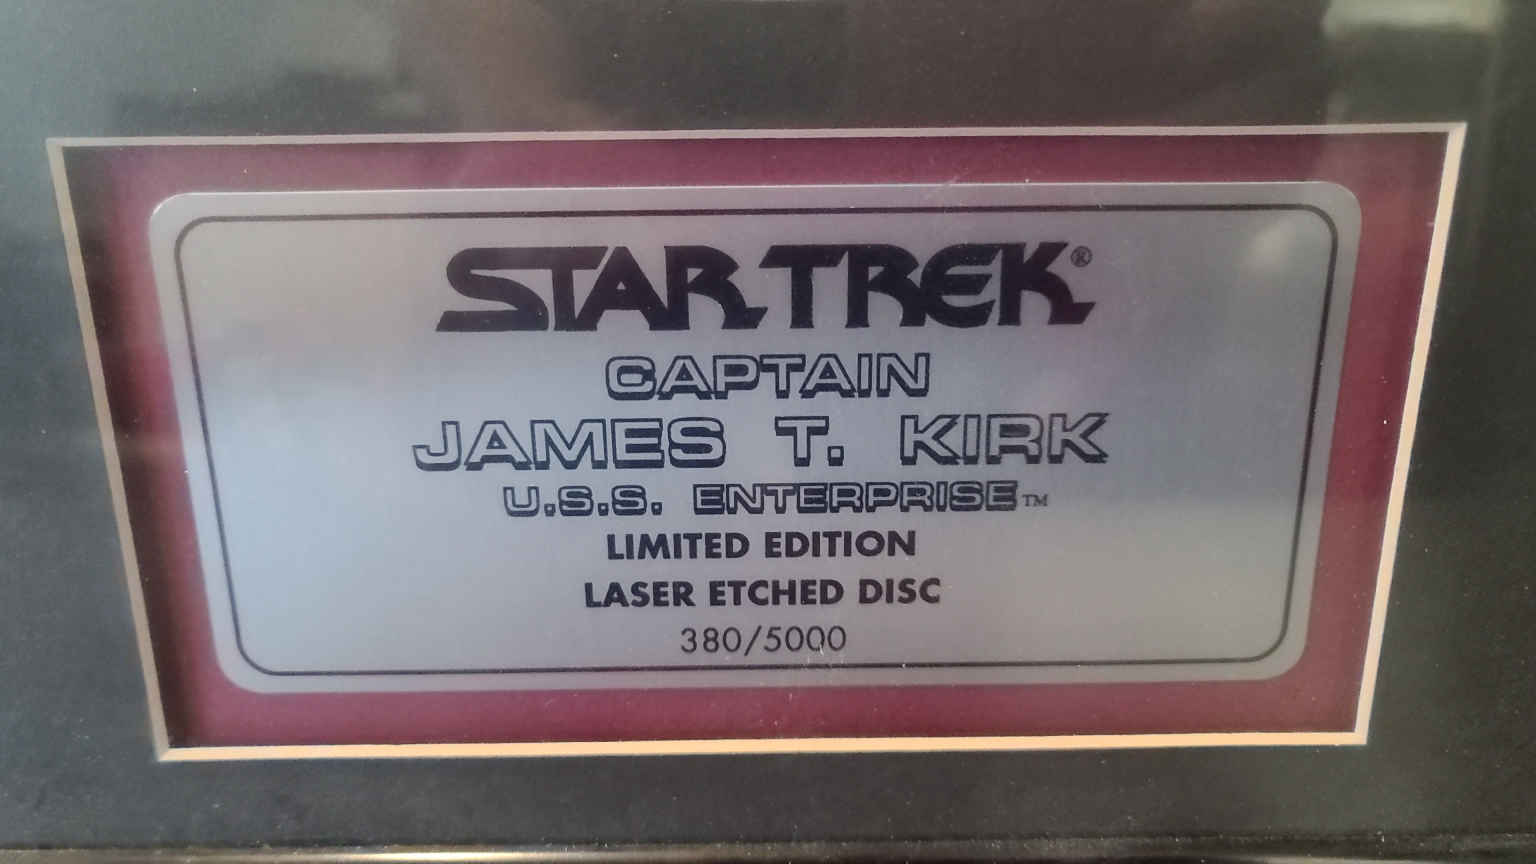 STAR TREK®
CAPTAIN
JAMES T. KIRK
U.S.S. ENTERPRISE™
LIMITED EDITION
LASER ETCHED DISC
380/5000